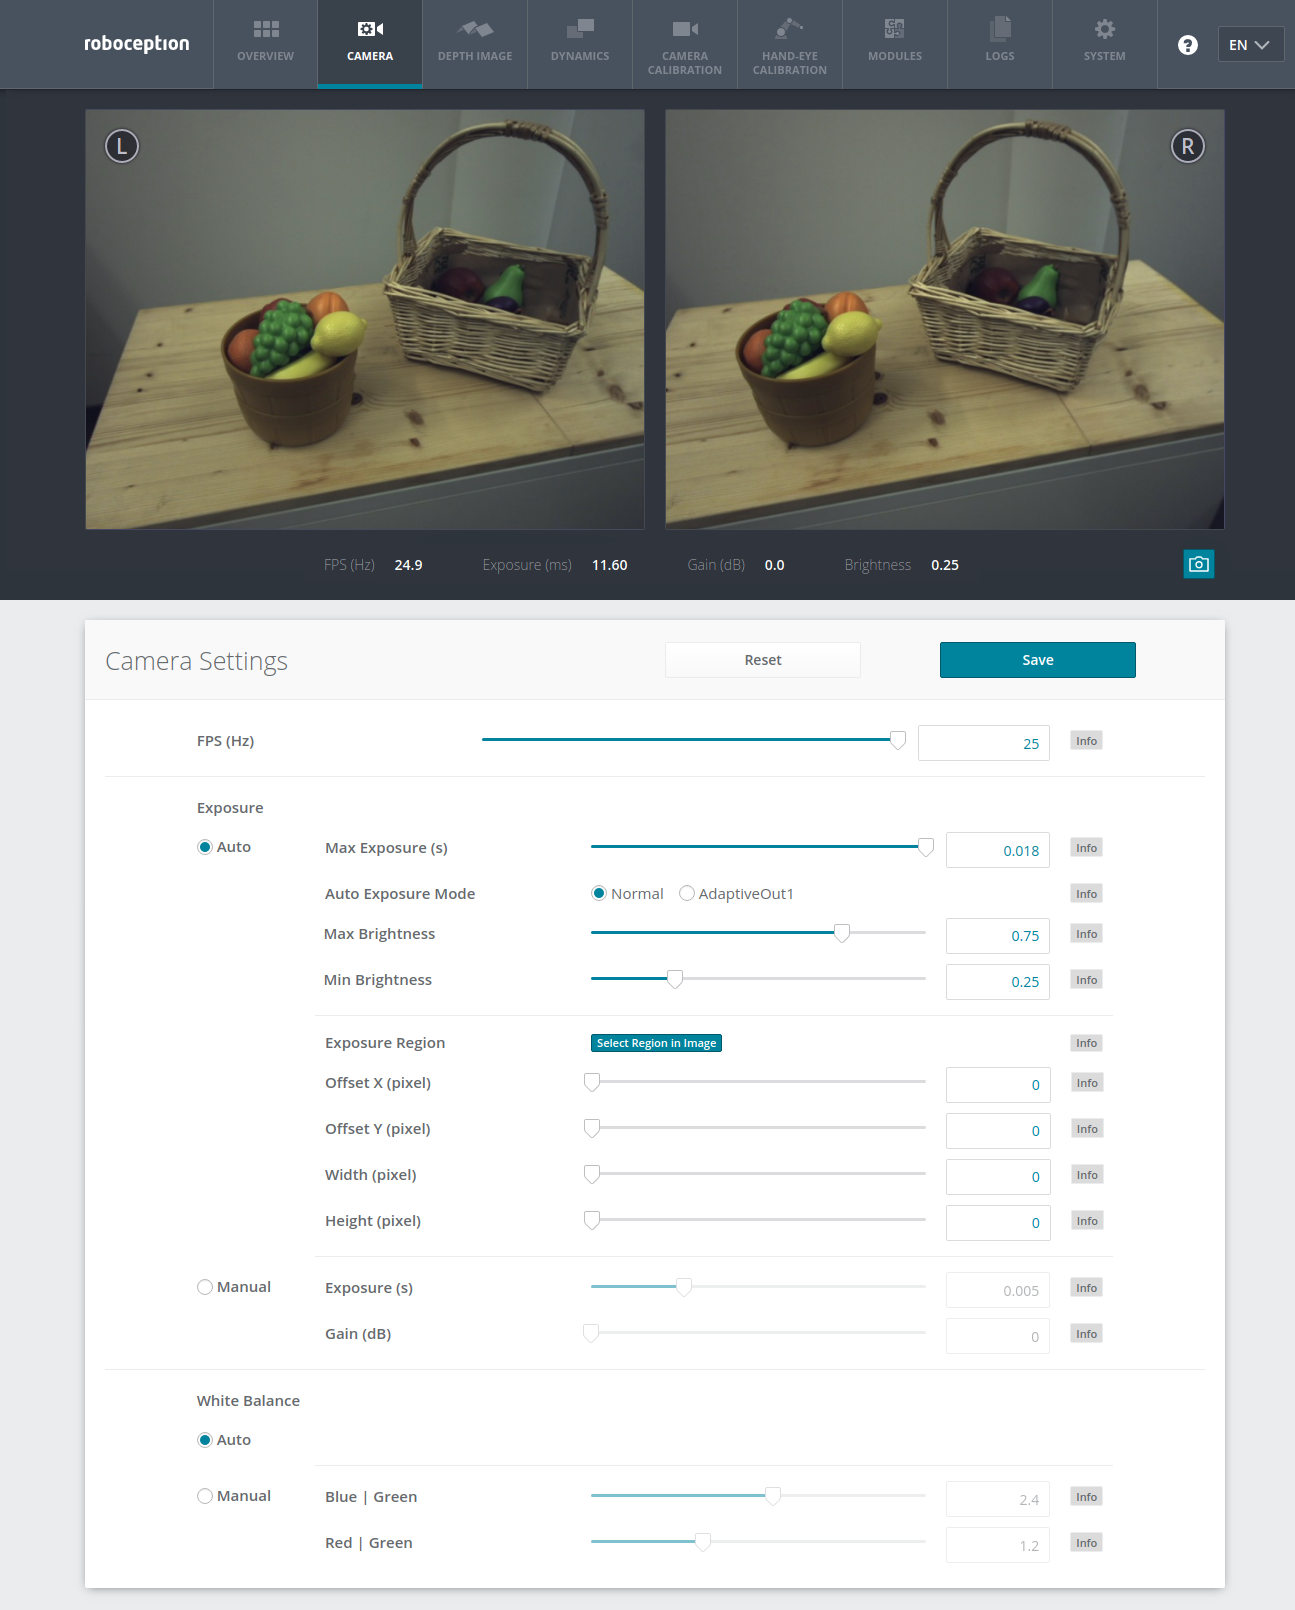 roboception
OVERVIEW
CAMERA
DEPTH IMAGE
DYNAMICS
CAMERA
CALIBRATION
HAND-EYE
CALIBRATION
MODULES
LOGS
SYSTEM
?
EN
L
R
FPS (Hz) 24.9 Exposure (ms) 11.60 Gain (dB) 0.0 Brightness 0.25
Camera Settings Reset Save
FPS (Hz) 25 Info
Exposure
Auto Max Exposure (s) 0.018 Info
Auto Exposure Mode Normal AdaptiveOut1 Info
Max Brightness 0.75 Info
Min Brightness 0.25 Info
Exposure Region Select Region in Image Info
Offset X (pixel) 0 Info
Offset Y (pixel) 0 Info
Width (pixel) 0 Info
Height (pixel) 0 Info
Manual Exposure (s) 0.005 Info
Gain (dB) 0 Info
White Balance
Auto
Manual Blue | Green 2.4 Info
Red | Green 1.2 Info